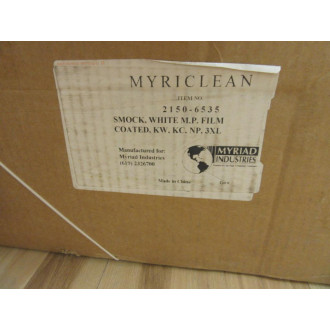 MYRICLEAN
ITEM NO
2150-6535
SMOCK, WHITE M.P. FILM
COATED, KW, KC, NP, 3XL
Manufactured for:
Myriad Industries
(619)
MYRIAD
INDUSTRIES
Made in China